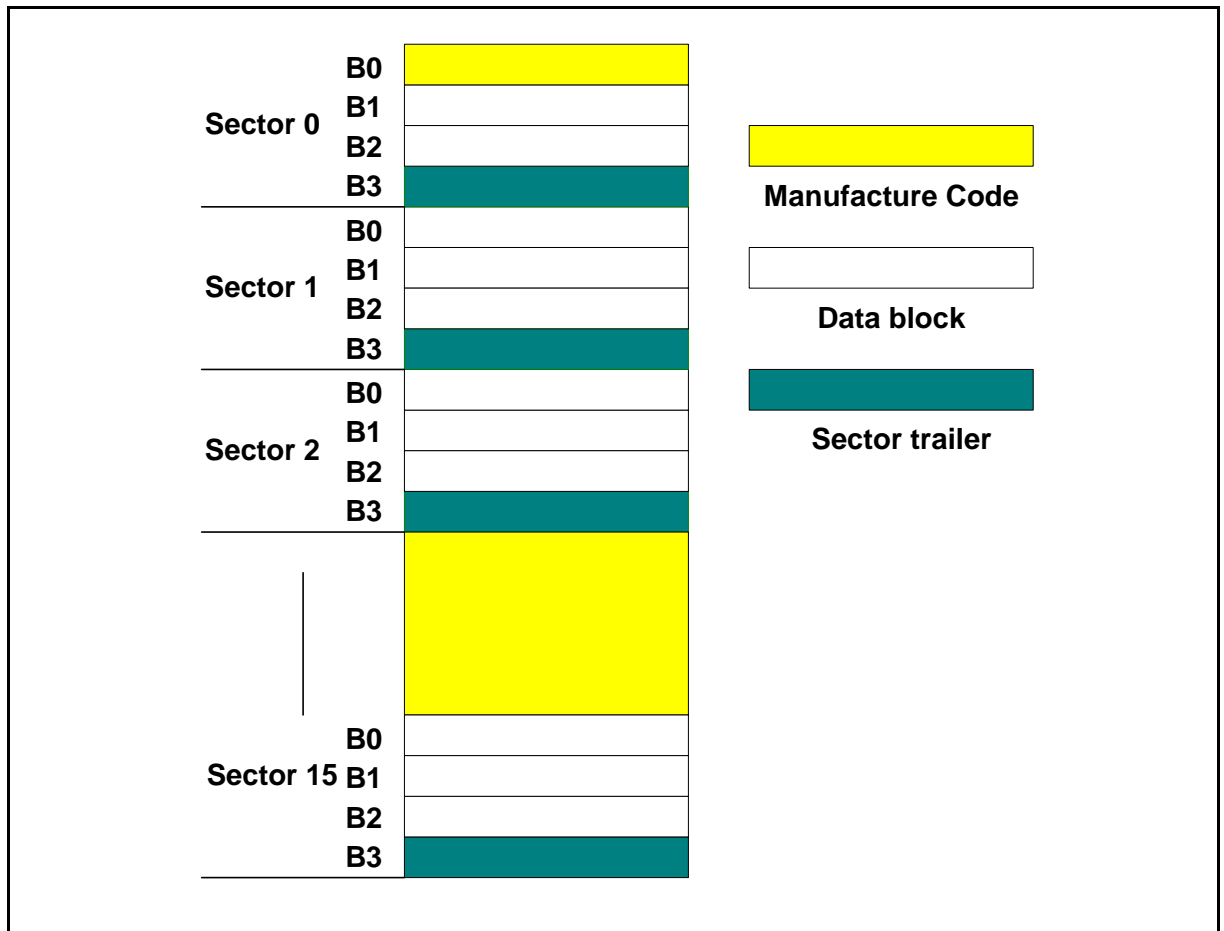 Sector 0
B0
B1
B2
B3
Sector 1
B0
B1
B2
B3
Sector 2
B0
B1
B2
B3
Sector 15
B0
B1
B2
B3
Manufacture Code
Data block
Sector trailer